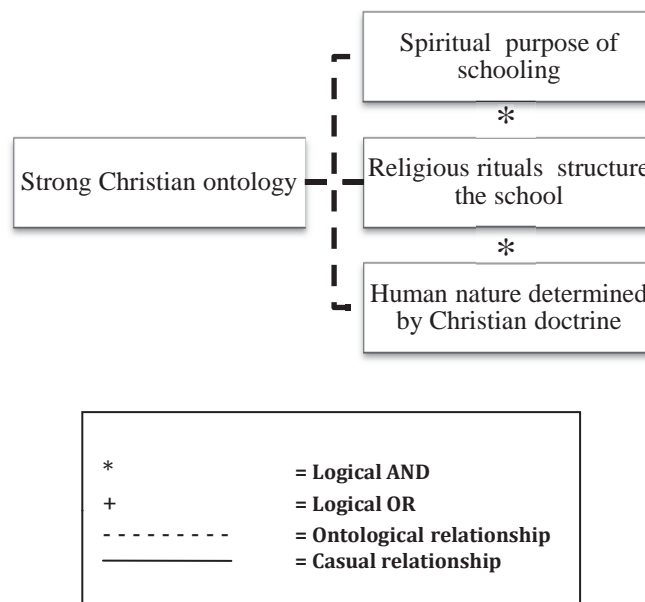 Spiritual purpose of
schooling
*
Strong Christian ontology
Religious rituals structure
the school
*
Human nature determined
by Christian doctrine
* = Logical AND
+ = Logical OR
- - - - - - - - - = Ontological relationship
= Casual relationship